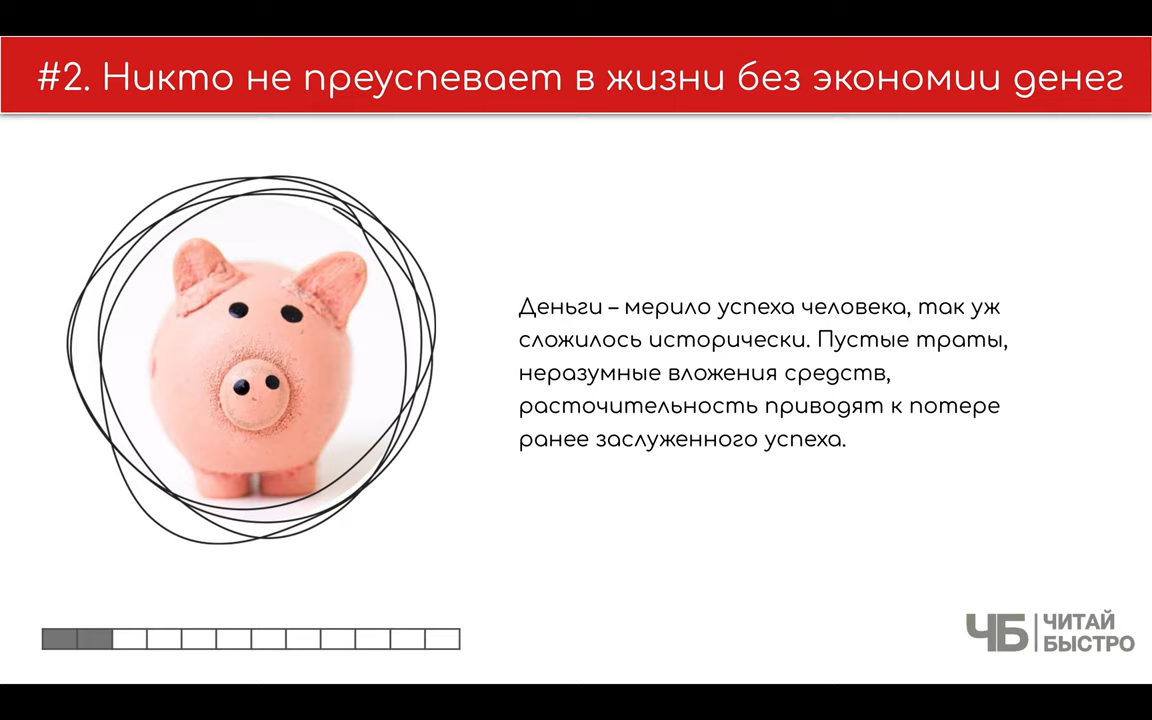 #2. Никто не преуспевает в жизни без экономии денег
Деньги – мерило успеха человека, так уж
сложилось исторически. Пустые траты,
неразумные вложения средств,
расточительность приводят к потере
ранее заслуженного успеха.
ЧБ
ЧИТАЙ
БЫСТРО